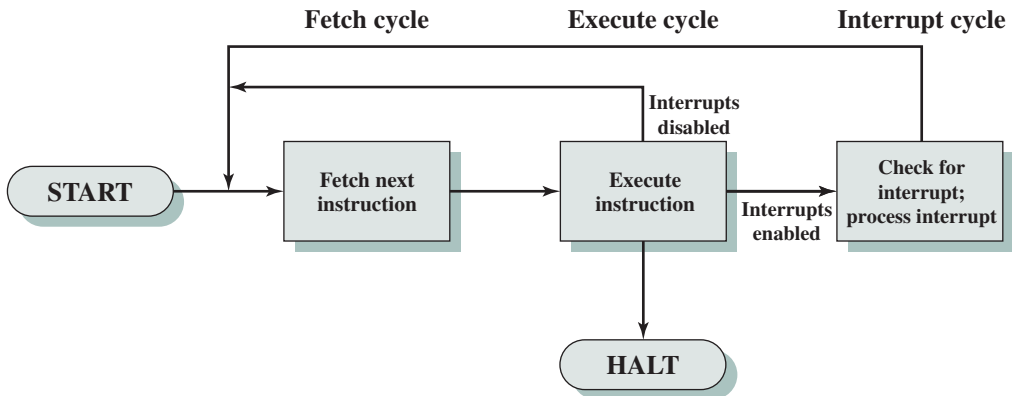 Fetch cycle
Execute cycle
Interrupt cycle
Interrupts
disabled
START
Fetch next
instruction
Execute
instruction
Interrupts
enabled
Check for
interrupt;
process interrupt
HALT